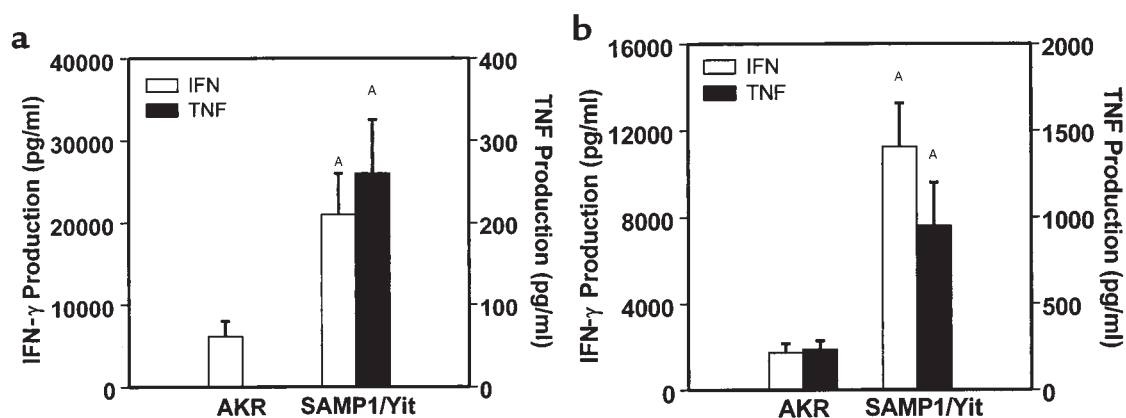 a
40000
30000
20000
10000
0
IFN-γ Production (pg/ml)
IFN
TNF
A
A
400
300
200
100
0
TNF Production (pg/ml)
AKR
SAMP1/Yit
b
16000
12000
8000
4000
0
IFN-γ Production (pg/ml)
IFN
TNF
A
A
2000
1500
1000
500
0
TNF Production (pg/ml)
AKR
SAMP1/Yit